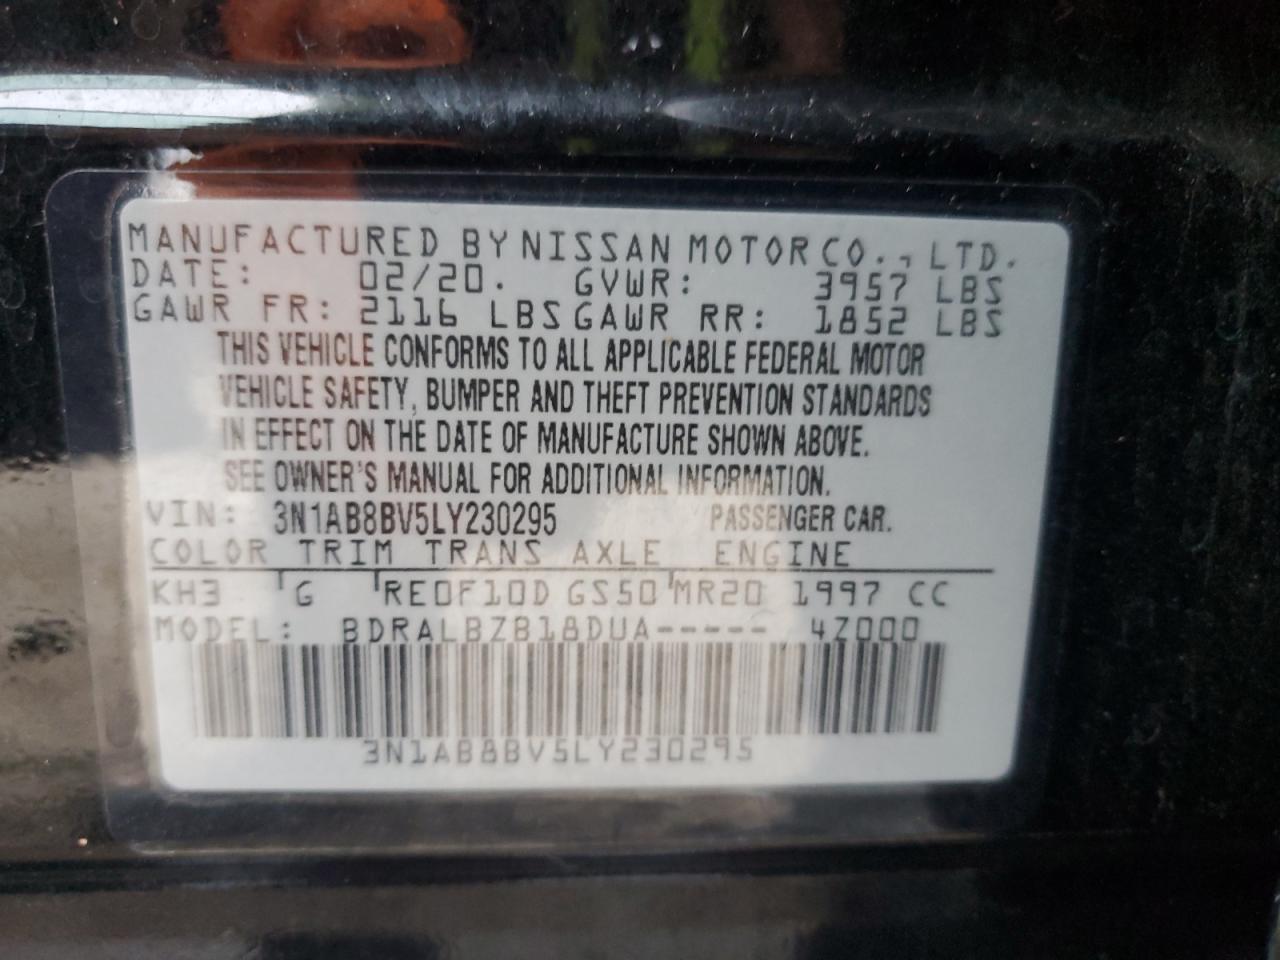 MANUFACTURED BY NISSAN MOTOR CO., LTD.
DATE: 02/20. GVWR: 3957 LBS
GAWR FR: 2116 LBS GAWR RR: 1852 LBS
THIS VEHICLE CONFORMS TO ALL APPLICABLE FEDERAL MOTOR
VEHICLE SAFETY, BUMPER AND THEFT PREVENTION STANDARDS
IN EFFECT ON THE DATE OF MANUFACTURE SHOWN ABOVE.
SEE OWNER'S MANUAL FOR ADDITIONAL INFORMATION.
VIN: 3N1AB8BV5LY230295 PASSENGER CAR.
COLOR TRIM TRANS AXLE ENGINE
KH3 G RE0F10D GS50 MR20 1997 CC
MODEL: BDRALBZB18DUA----- 4Z000
3N1AB8BV5LY230295